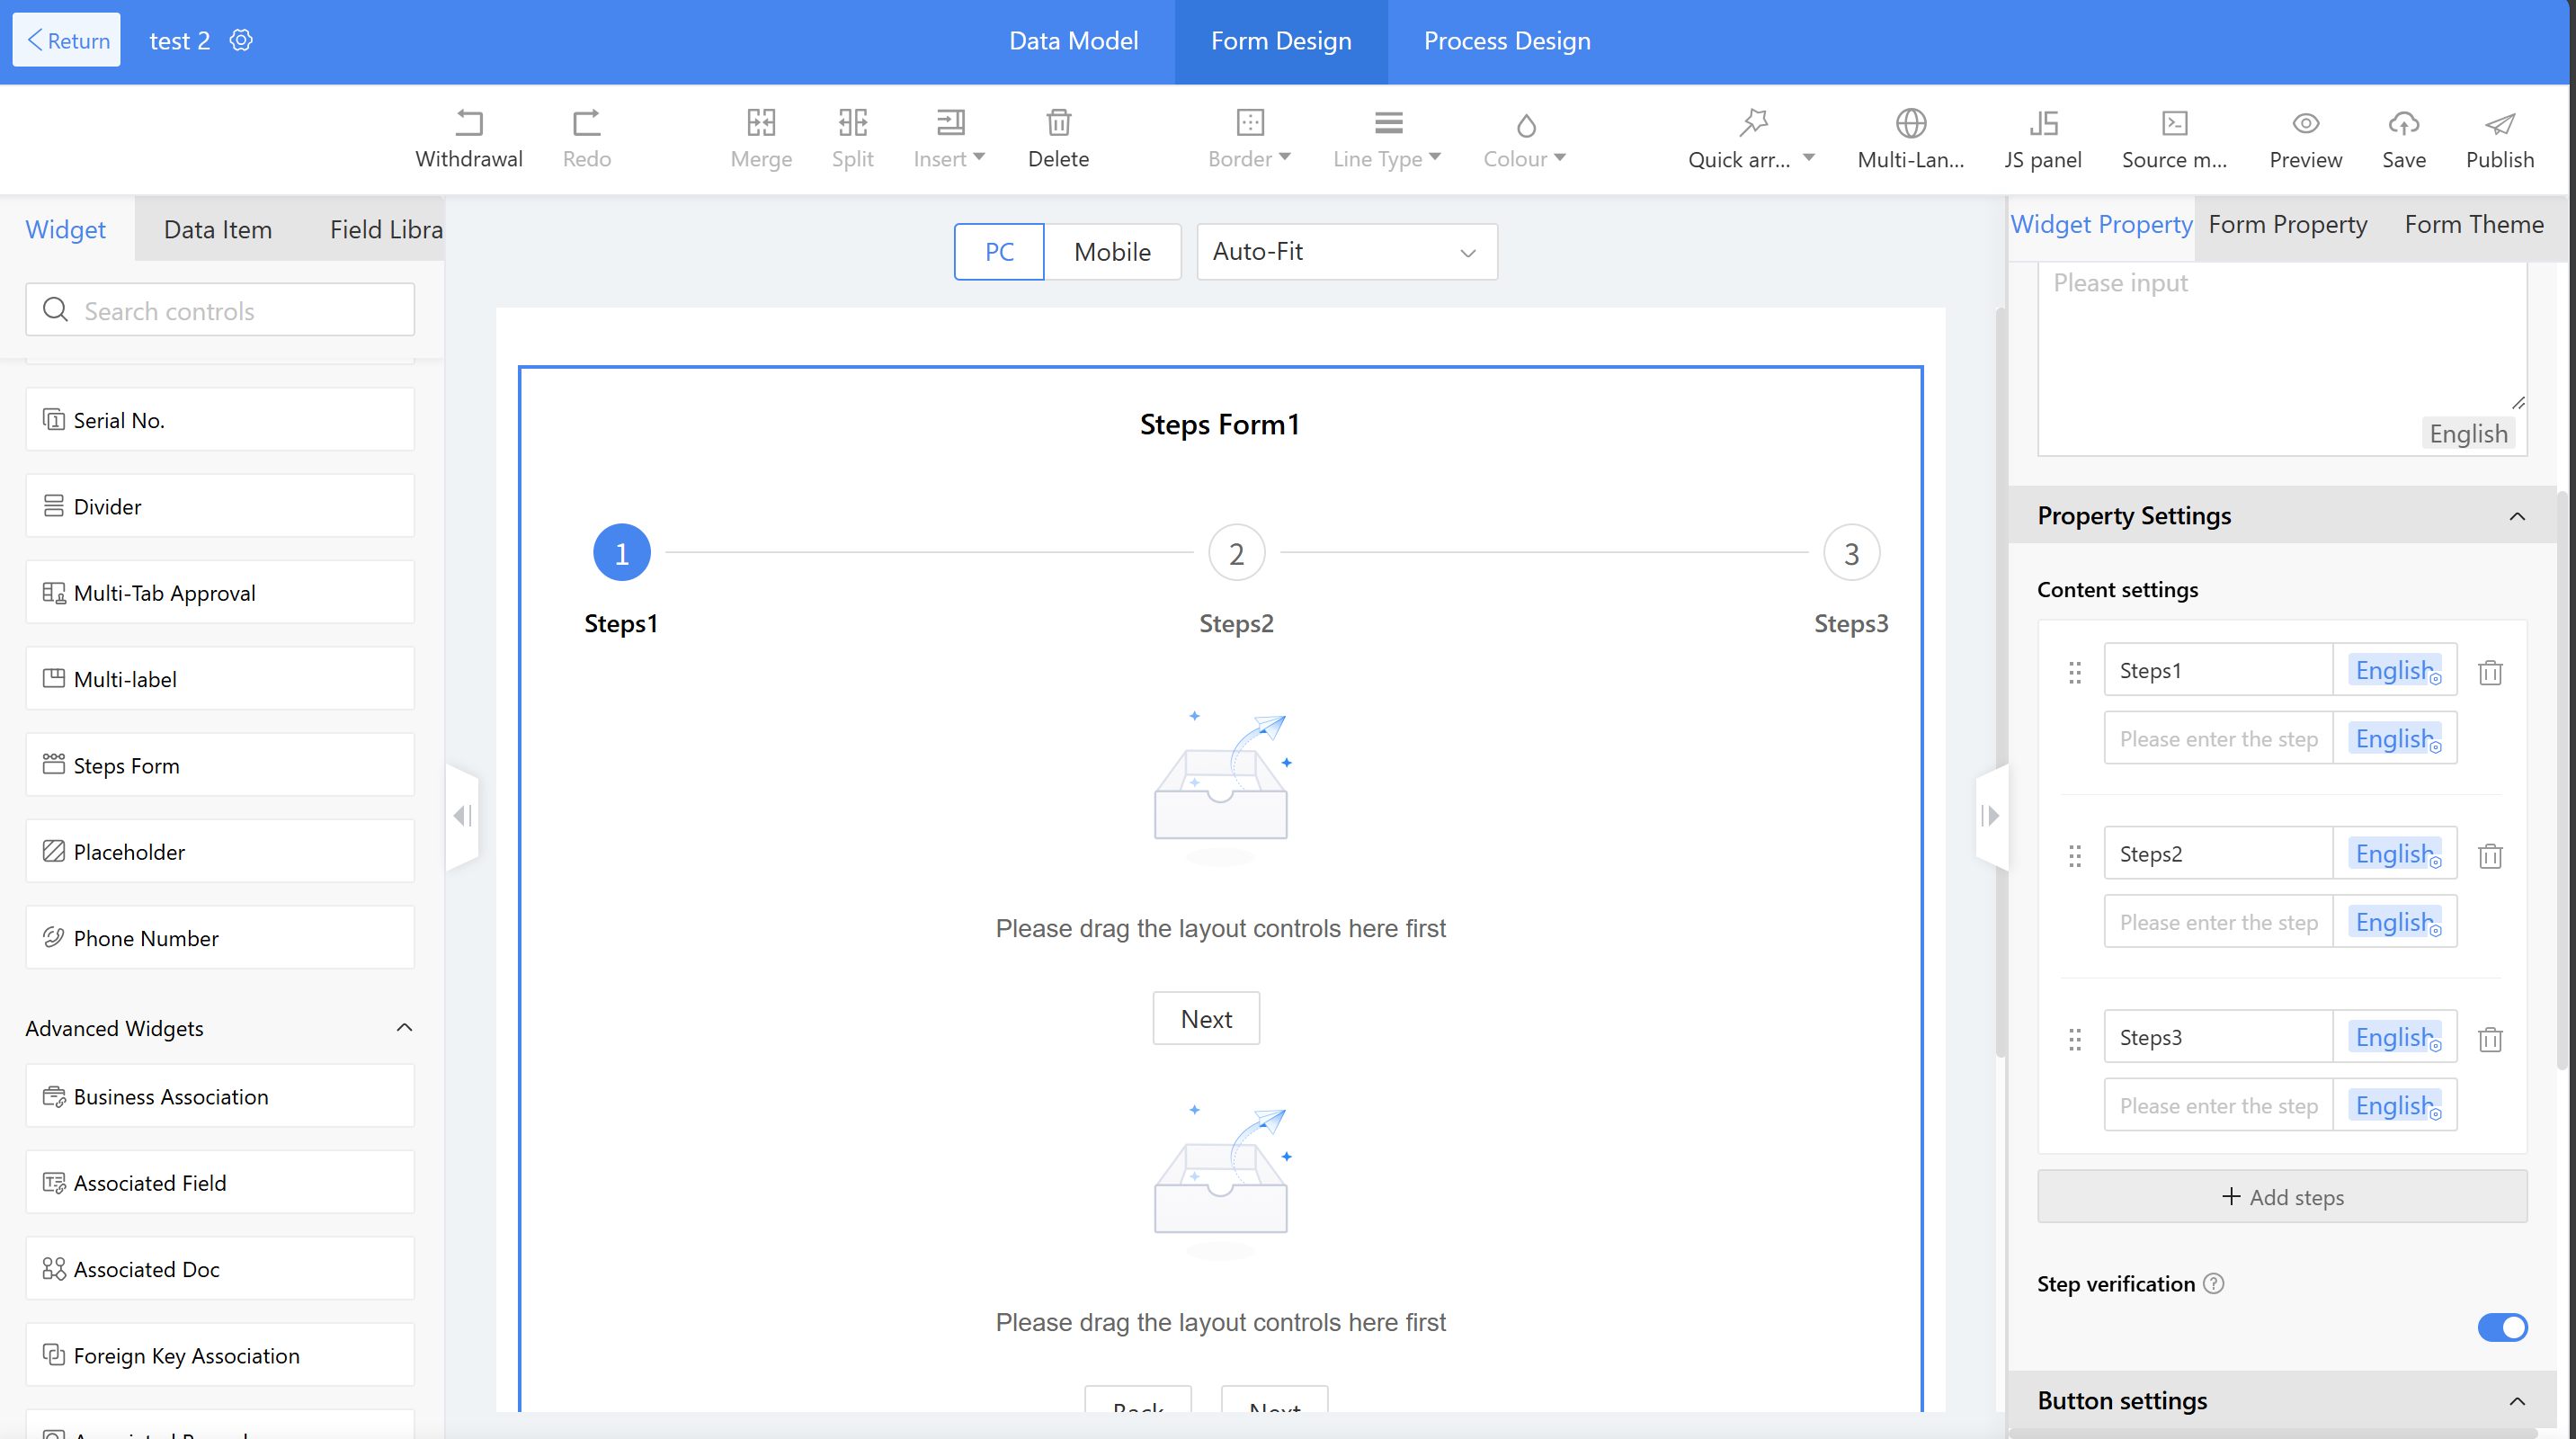 Return
test 2
Data Model
Form Design
Process Design
Withdrawal
Redo
Merge
Split
Insert
Delete
Border
Line Type
Colour
Quick arr...
Multi-Lan...
JS panel
Source m...
Preview
Save
Publish
Widget
Data Item
Field Libra
Search controls
Serial No.
Divider
Multi-Tab Approval
Multi-label
Steps Form
Placeholder
Phone Number
Advanced Widgets
Business Association
Associated Field
Associated Doc
Foreign Key Association
PC
Mobile
Auto-Fit
Steps Form1
1
2
3
Steps1
Steps2
Steps3
Please drag the layout controls here first
Next
Please drag the layout controls here first
Back
Next
Widget Property
Form Property
Form Theme
Please input
English
Property Settings
Content settings
Steps1
English
Please enter the step
English
Steps2
English
Please enter the step
English
Steps3
English
Please enter the step
English
+ Add steps
Step verification ?
Button settings